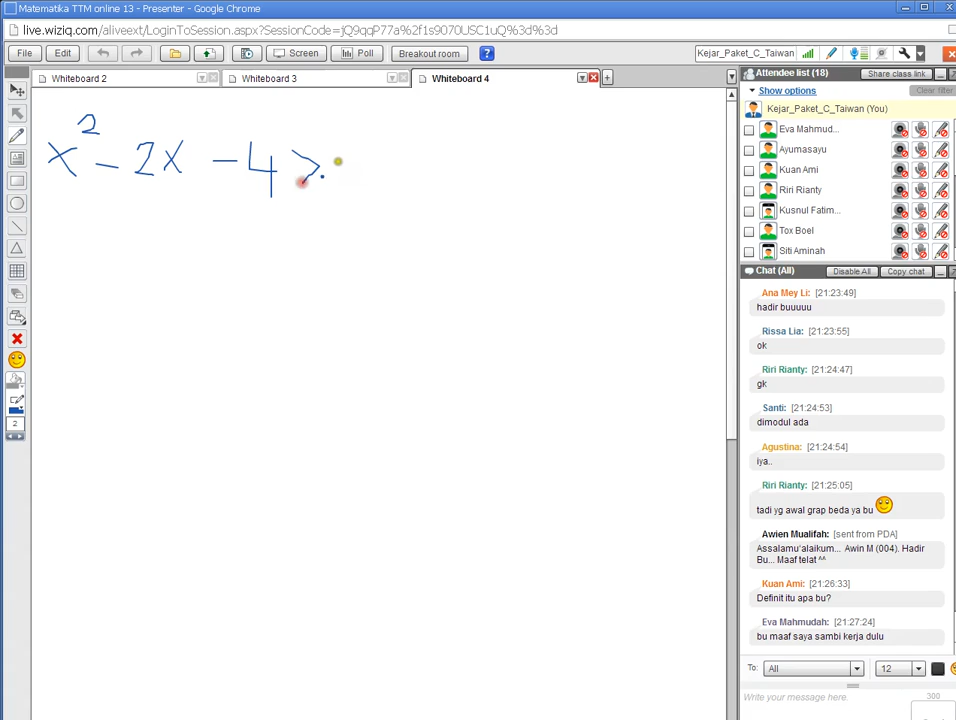 Matematika TTM online 13 - Presenter - Google Chrome
live.wiziq.com/aliveext/LoginToSession.aspx?SessionCode=jQ9qqP77a%2f1s9070USC1uQ%3d%3d
File Edit Screen Poll Breakout room ? Kejar_Paket_C_Taiwan
Whiteboard 2 Whiteboard 3 Whiteboard 4
x² - 2x - 4 >
2
Attendee list (18) Share class link
Show options Clear filter
Kejar_Paket_C_Taiwan (You)
Eva Mahmud...
Ayumasayu
Kuan Ami
Riri Rianty
Kusnul Fatim...
Tox Boel
Siti Aminah
Chat (All) Disable All Copy chat
Ana Mey Li: [21:23:49]
hadir buuuuu
Rissa Lia: [21:23:55]
ok
Riri Rianty: [21:24:47]
gk
Santi: [21:24:53]
dimodul ada
Agustina: [21:24:54]
iya..
Riri Rianty: [21:25:05]
tadi yg awal grap beda ya bu
Awien Mualifah: [sent from PDA]
Assalamu'alaikum... Awin M (004). Hadir
Bu... Maaf telat ^^
Kuan Ami: [21:26:33]
Definit itu apa bu?
Eva Mahmudah: [21:27:24]
bu maaf saya sambi kerja dulu
To: All 12
Write your message here. 300